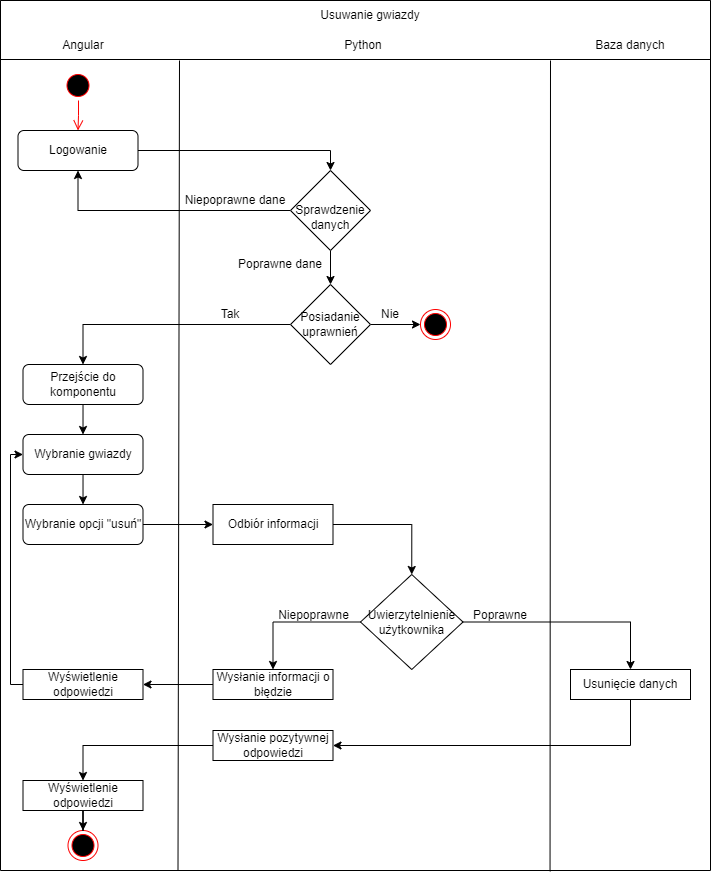 Usuwanie gwiazdy
Angular
Python
Baza danych
Logowanie
Niepoprawne dane
Sprawdzenie
danych
Poprawne dane
Tak
Posiadanie
uprawnień
Nie
Przejście do
komponentu
Wybranie gwiazdy
Wybranie opcji "usuń"
Odbiór informacji
Niepoprawne
Uwierzytelnienie
użytkownika
Poprawne
Wyświetlenie
odpowiedzi
Wysłanie informacji o
błędzie
Usunięcie danych
Wysłanie pozytywnej
odpowiedzi
Wyświetlenie
odpowiedzi